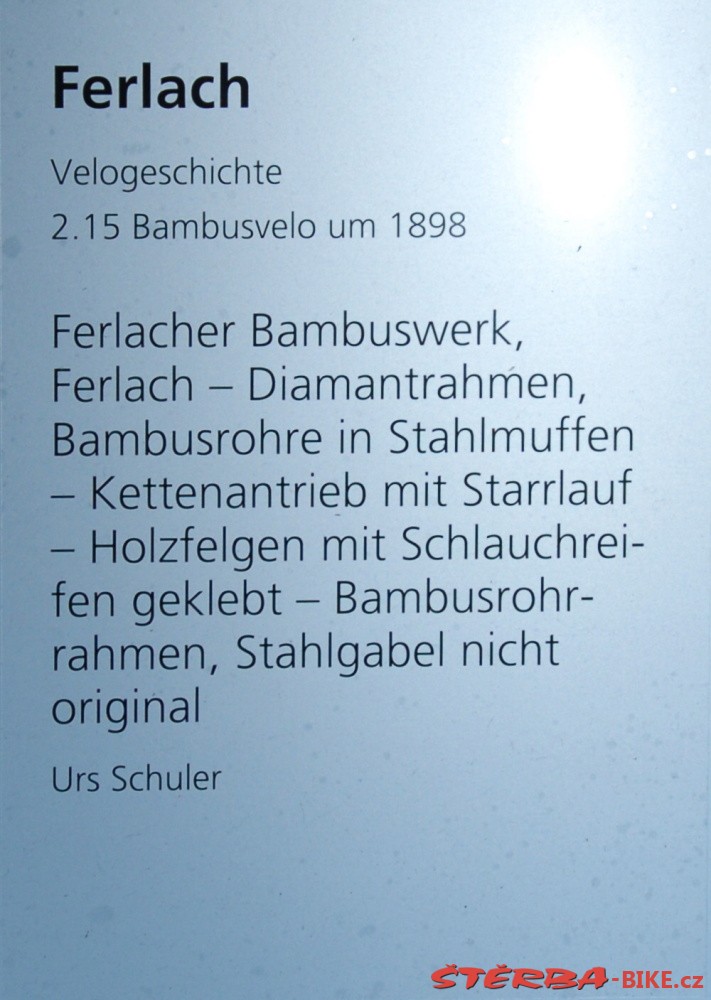 Ferlach
Velogeschichte
2.15 Bambusvelo um 1898
Ferlacher Bambuswerk,
Ferlach – Diamantrahmen,
Bambusrohre in Stahlmuffen
– Kettenantrieb mit Starrlauf
– Holzfelgen mit Schlauchrei-
fen geklebt – Bambusrohr-
rahmen, Stahlgabel nicht
original
Urs Schuler
ŠTĚRBA-BIKE.cz